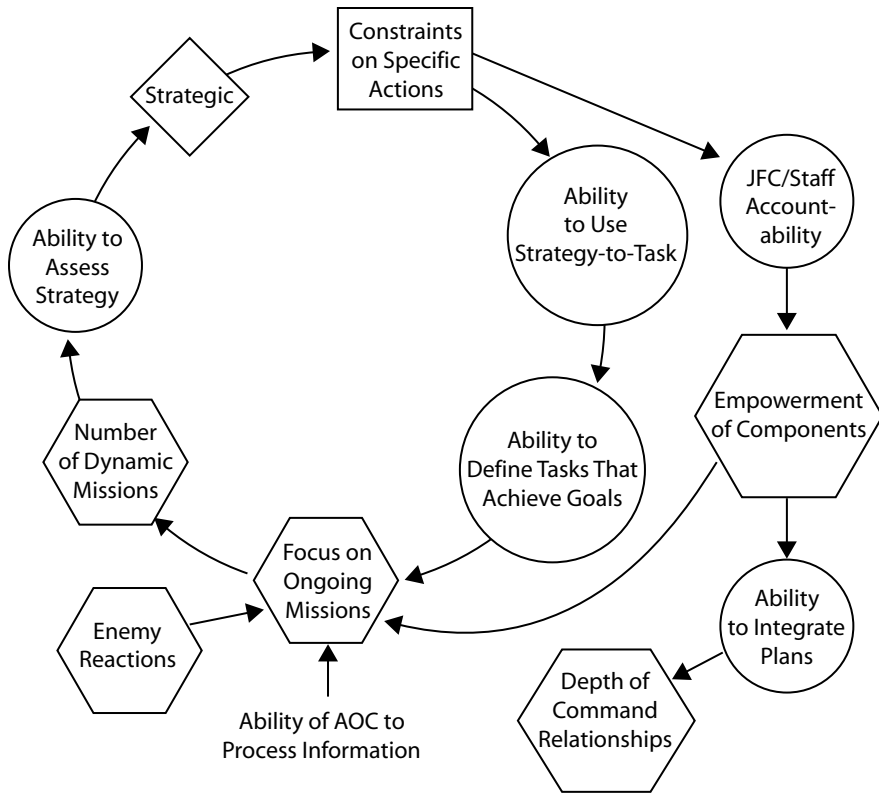 Constraints
on Specific
Actions
Strategic
JFC/Staff
Account-
ability
Ability
to Use
Strategy-to-Task
Ability to
Assess
Strategy
Empowerment
of Components
Number
of Dynamic
Missions
Ability to
Define Tasks That
Achieve Goals
Focus on
Ongoing
Missions
Enemy
Reactions
Ability
to Integrate
Plans
Depth of
Command
Relationships
Ability of AOC to
Process Information